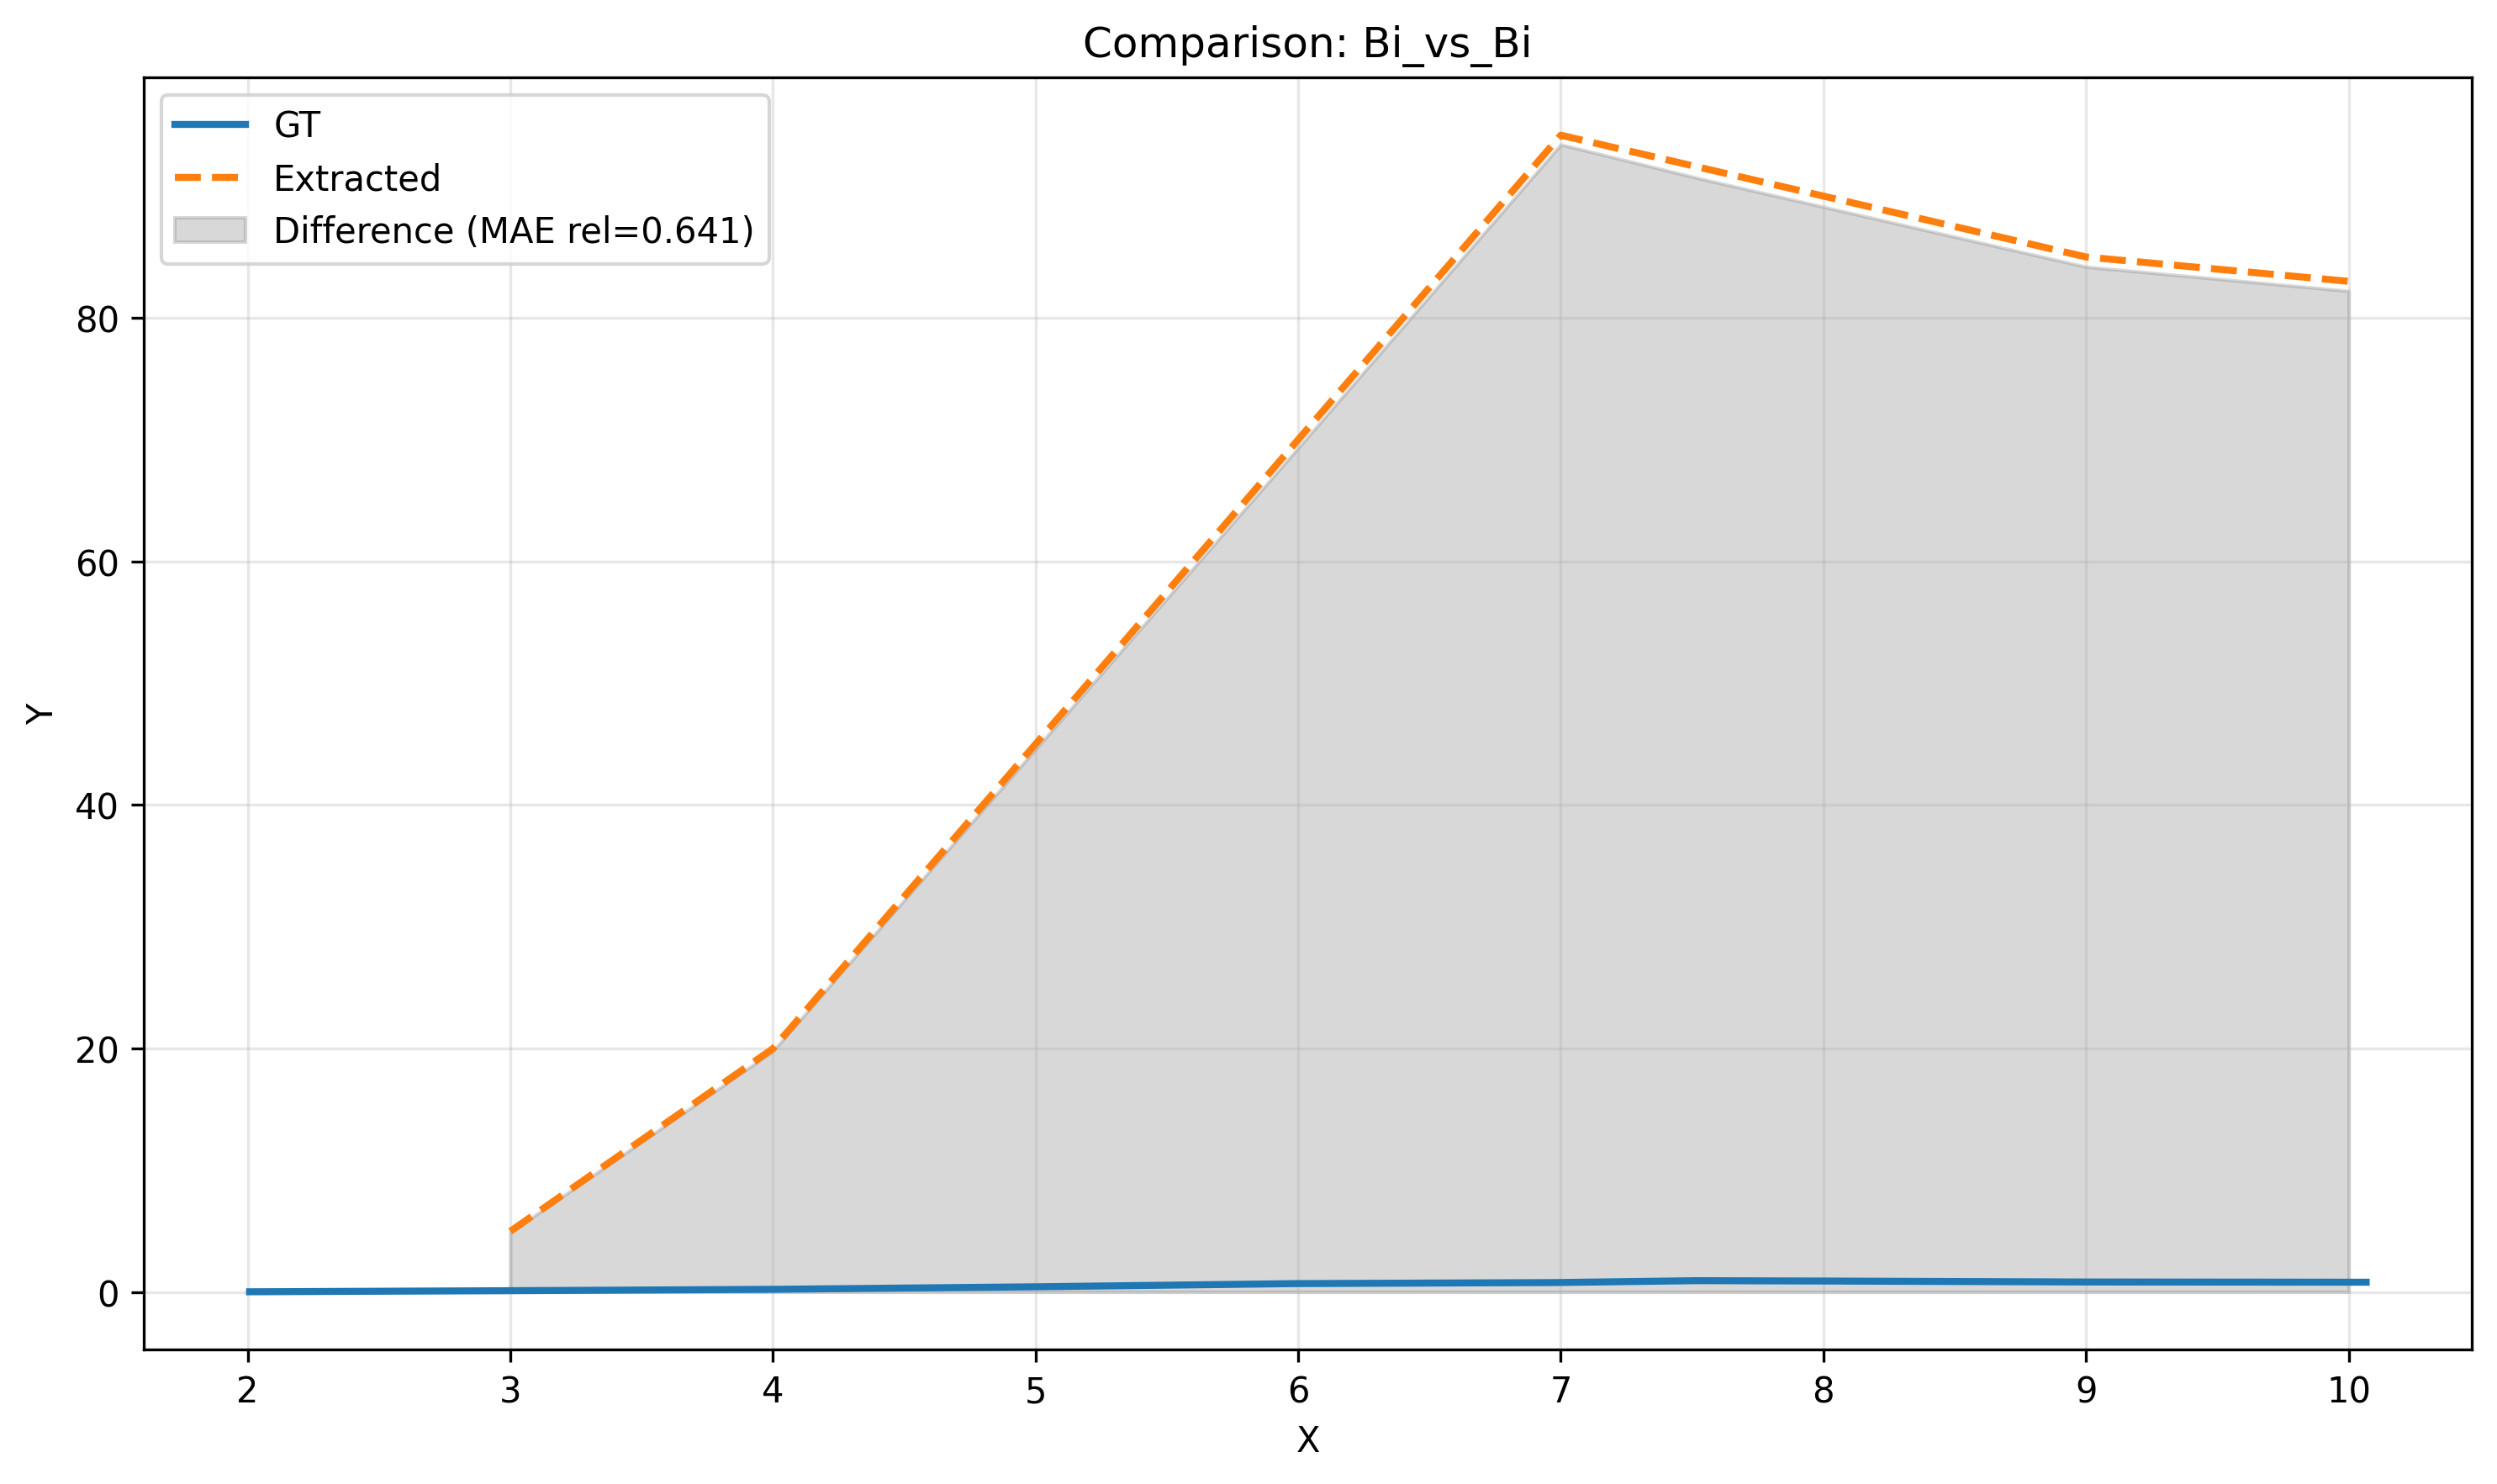 Comparison: Bi_vs_Bi
GT
Extracted
Difference (MAE rel=0.641)
80
60
40
20
0
Y
2 3 4 5 6 7 8 9 10
X